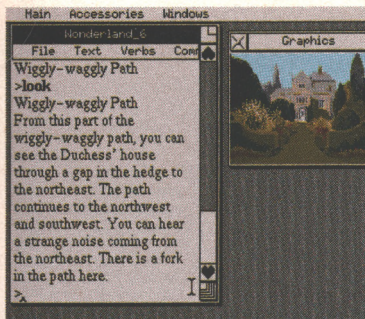 Main Accessories Windows
Wonderland_6
File Text Verbs Com
Graphics
Wiggly-waggly Path
>look
Wiggly-waggly Path
From this part of the
wiggly-waggly path, you can
see the Duchess' house
through a gap in the hedge to
the northeast. The path
continues to the northwest
and southwest. You can hear
a strange noise coming from
the northeast. There is a fork
in the path here.
>